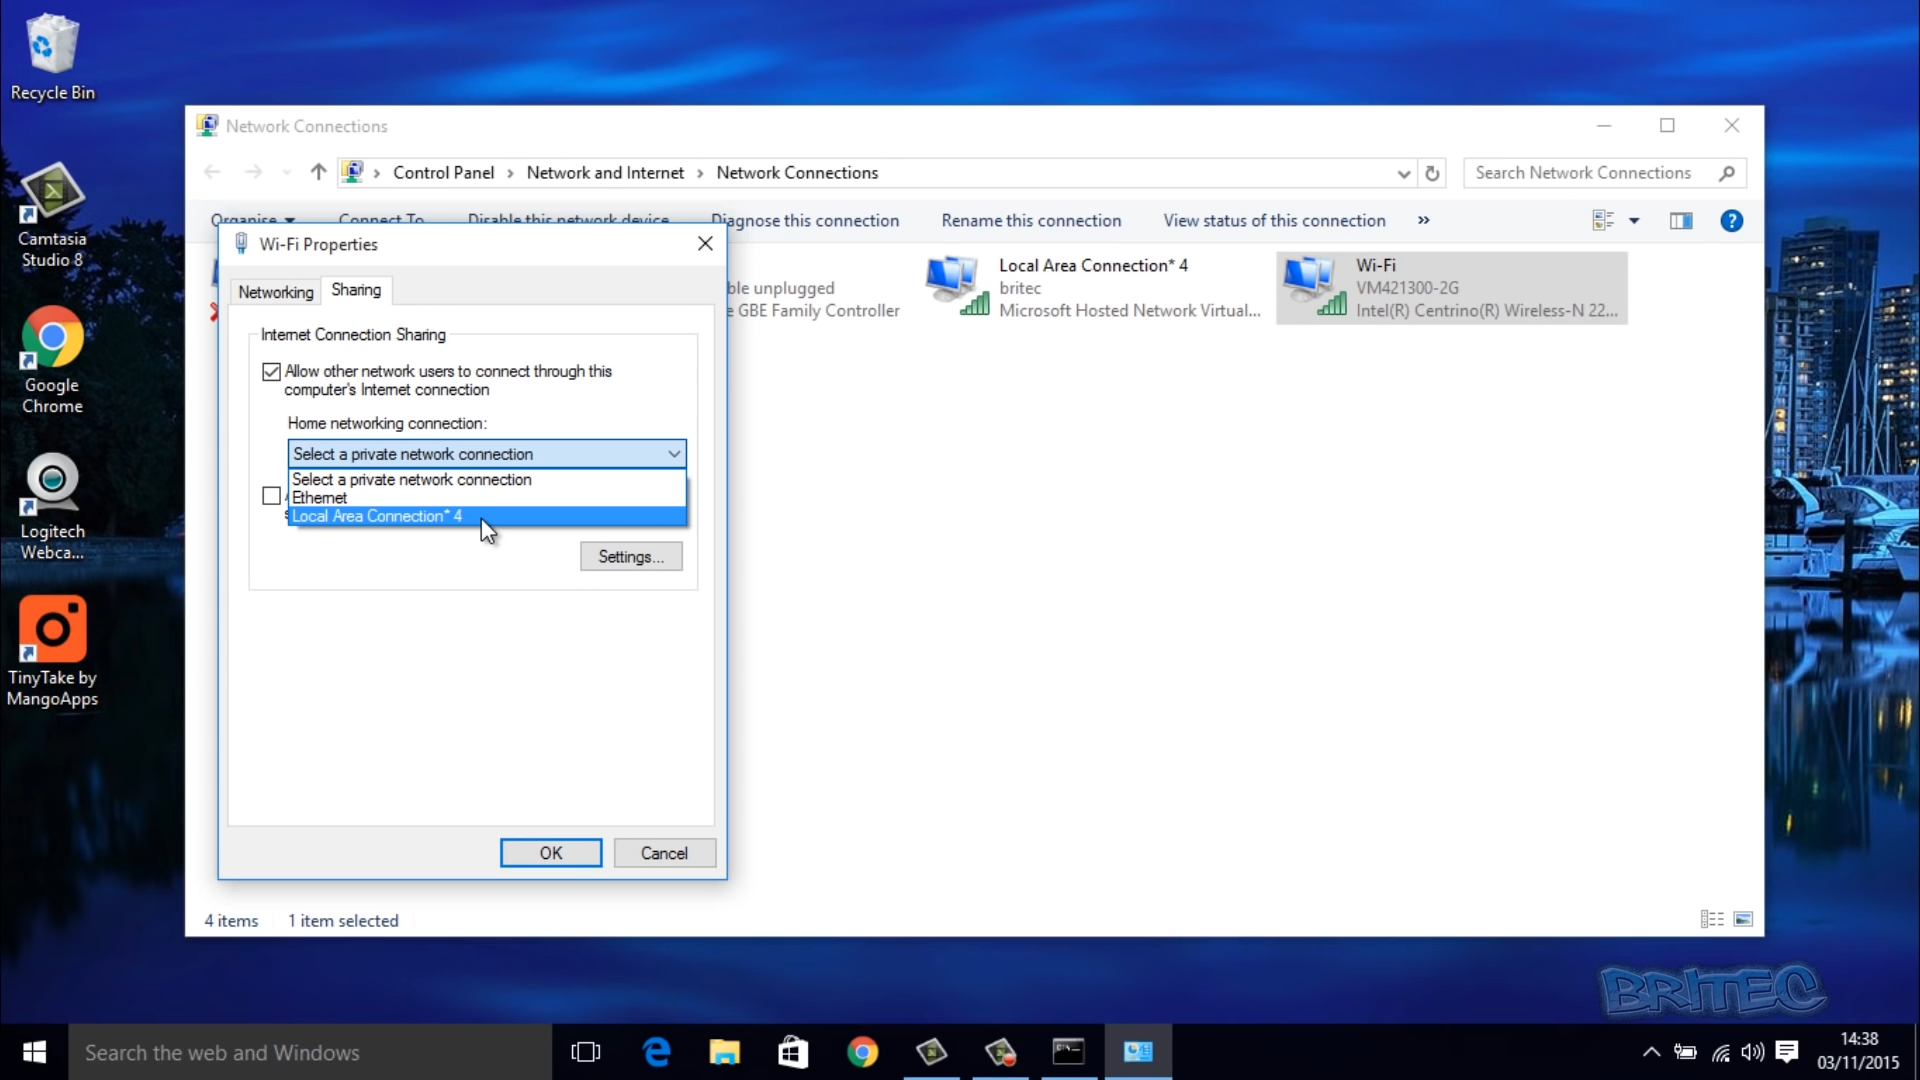 Recycle Bin
Camtasia
Studio 8
Google
Chrome
Logitech
Webca...
TinyTake by
MangoApps
Network Connections
Control Panel > Network and Internet > Network Connections
Search Network Connections
Organise
Connect To
Disable this network device
Diagnose this connection
Rename this connection
View status of this connection
»
ble unplugged
e GBE Family Controller
Local Area Connection* 4
britec
Microsoft Hosted Network Virtual...
Wi-Fi
VM421300-2G
Intel(R) Centrino(R) Wireless-N 22...
Wi-Fi Properties
Networking
Sharing
Internet Connection Sharing
Allow other network users to connect through this
computer's Internet connection
Home networking connection:
Select a private network connection
Select a private network connection
Ethernet
Local Area Connection* 4
Settings...
OK
Cancel
4 items
1 item selected
BRITEC
Search the web and Windows
14:38
03/11/2015